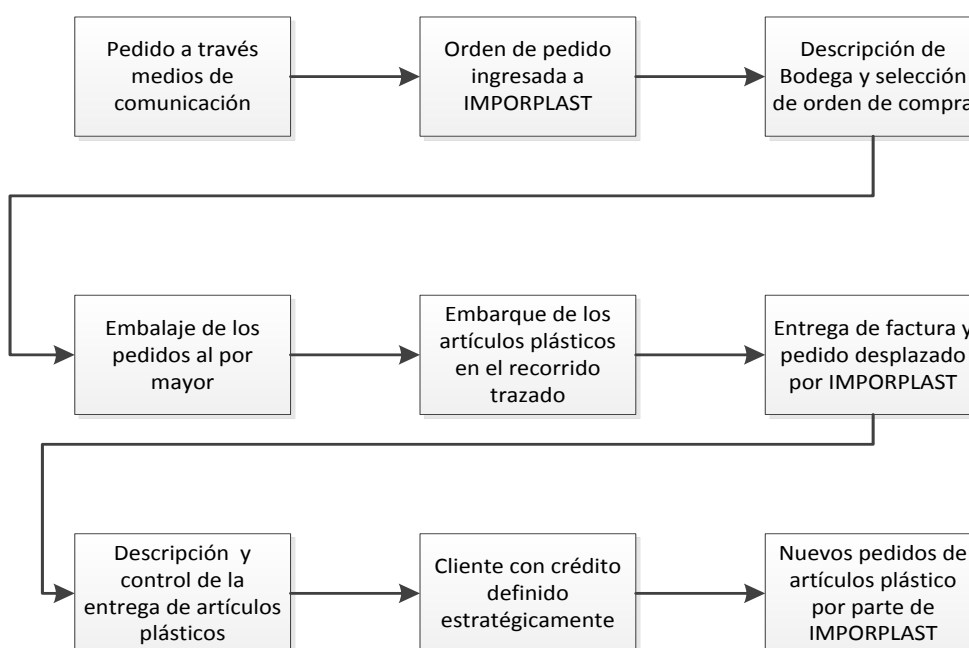 Pedido a través
medios de
comunicación
Orden de pedido
ingresada a
IMPORPLAST
Descripción de
Bodega y selección
de orden de compra
Embalaje de los
pedidos al por
mayor
Embarque de los
artículos plásticos
en el recorrido
trazado
Entrega de factura y
pedido desplazado
por IMPORPLAST
Descripción y
control de la
entrega de artículos
plásticos
Cliente con crédito
definido
estratégicamente
Nuevos pedidos de
artículos plástico
por parte de
IMPORPLAST